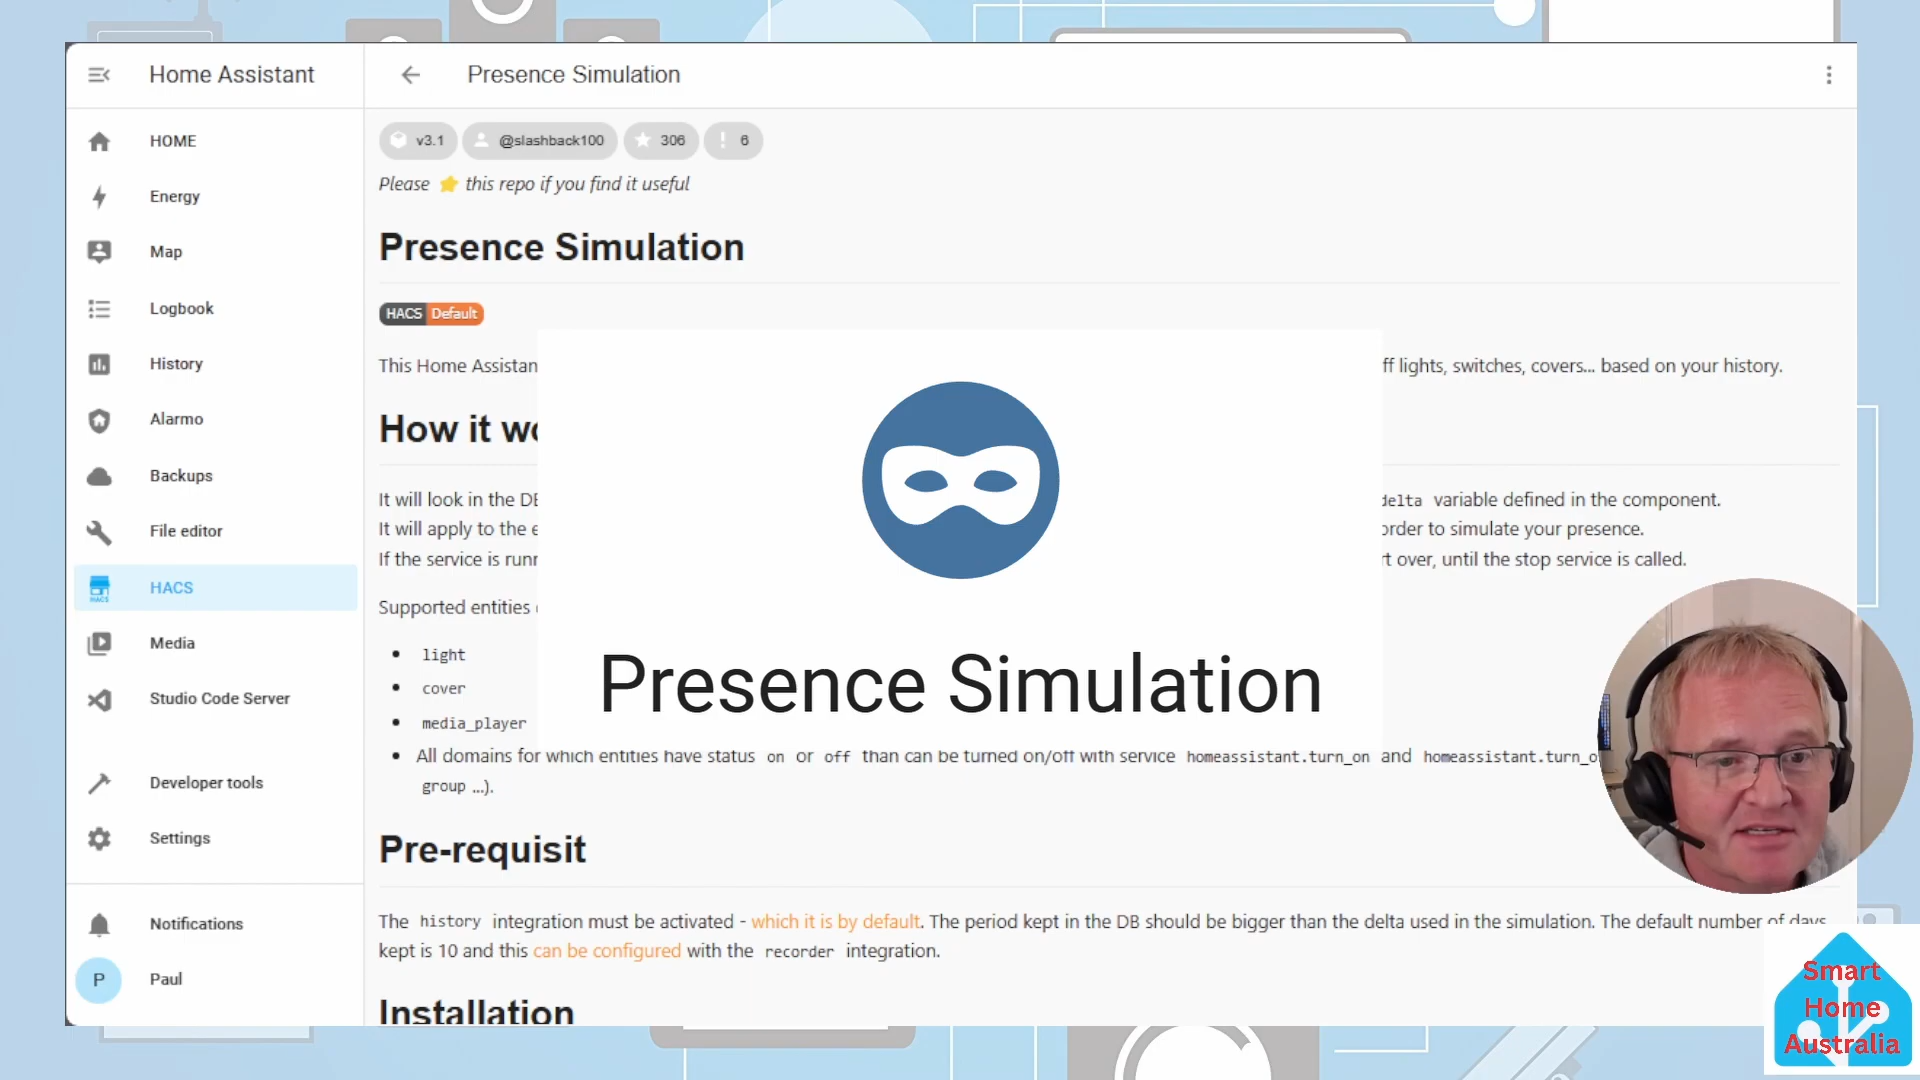 Home Assistant
Presence Simulation
HOME
Energy
Map
Logbook
History
Alarmo
Backups
File editor
HACS
HACS
Media
Studio Code Server
Developer tools
Settings
Notifications
P Paul
v3.1 @slashback100 306 6
Please ⭐ this repo if you find it useful
Presence Simulation
HACS Default
This Home Assistan ff lights, switches, covers... based on your history.
How it wo
It will look in the DB delta variable defined in the component.
It will apply to the e order to simulate your presence.
If the service is runn rt over, until the stop service is called.
Supported entities
• light
• cover
• media_player
Presence Simulation
• All domains for which entities have status on or off than can be turned on/off with service homeassistant.turn_on and homeassistant.turn_o
group ...).
Pre-requisit
The history integration must be activated - which it is by default. The period kept in the DB should be bigger than the delta used in the simulation. The default number of days
kept is 10 and this can be configured with the recorder integration.
Installation
Smart
Home
Australia